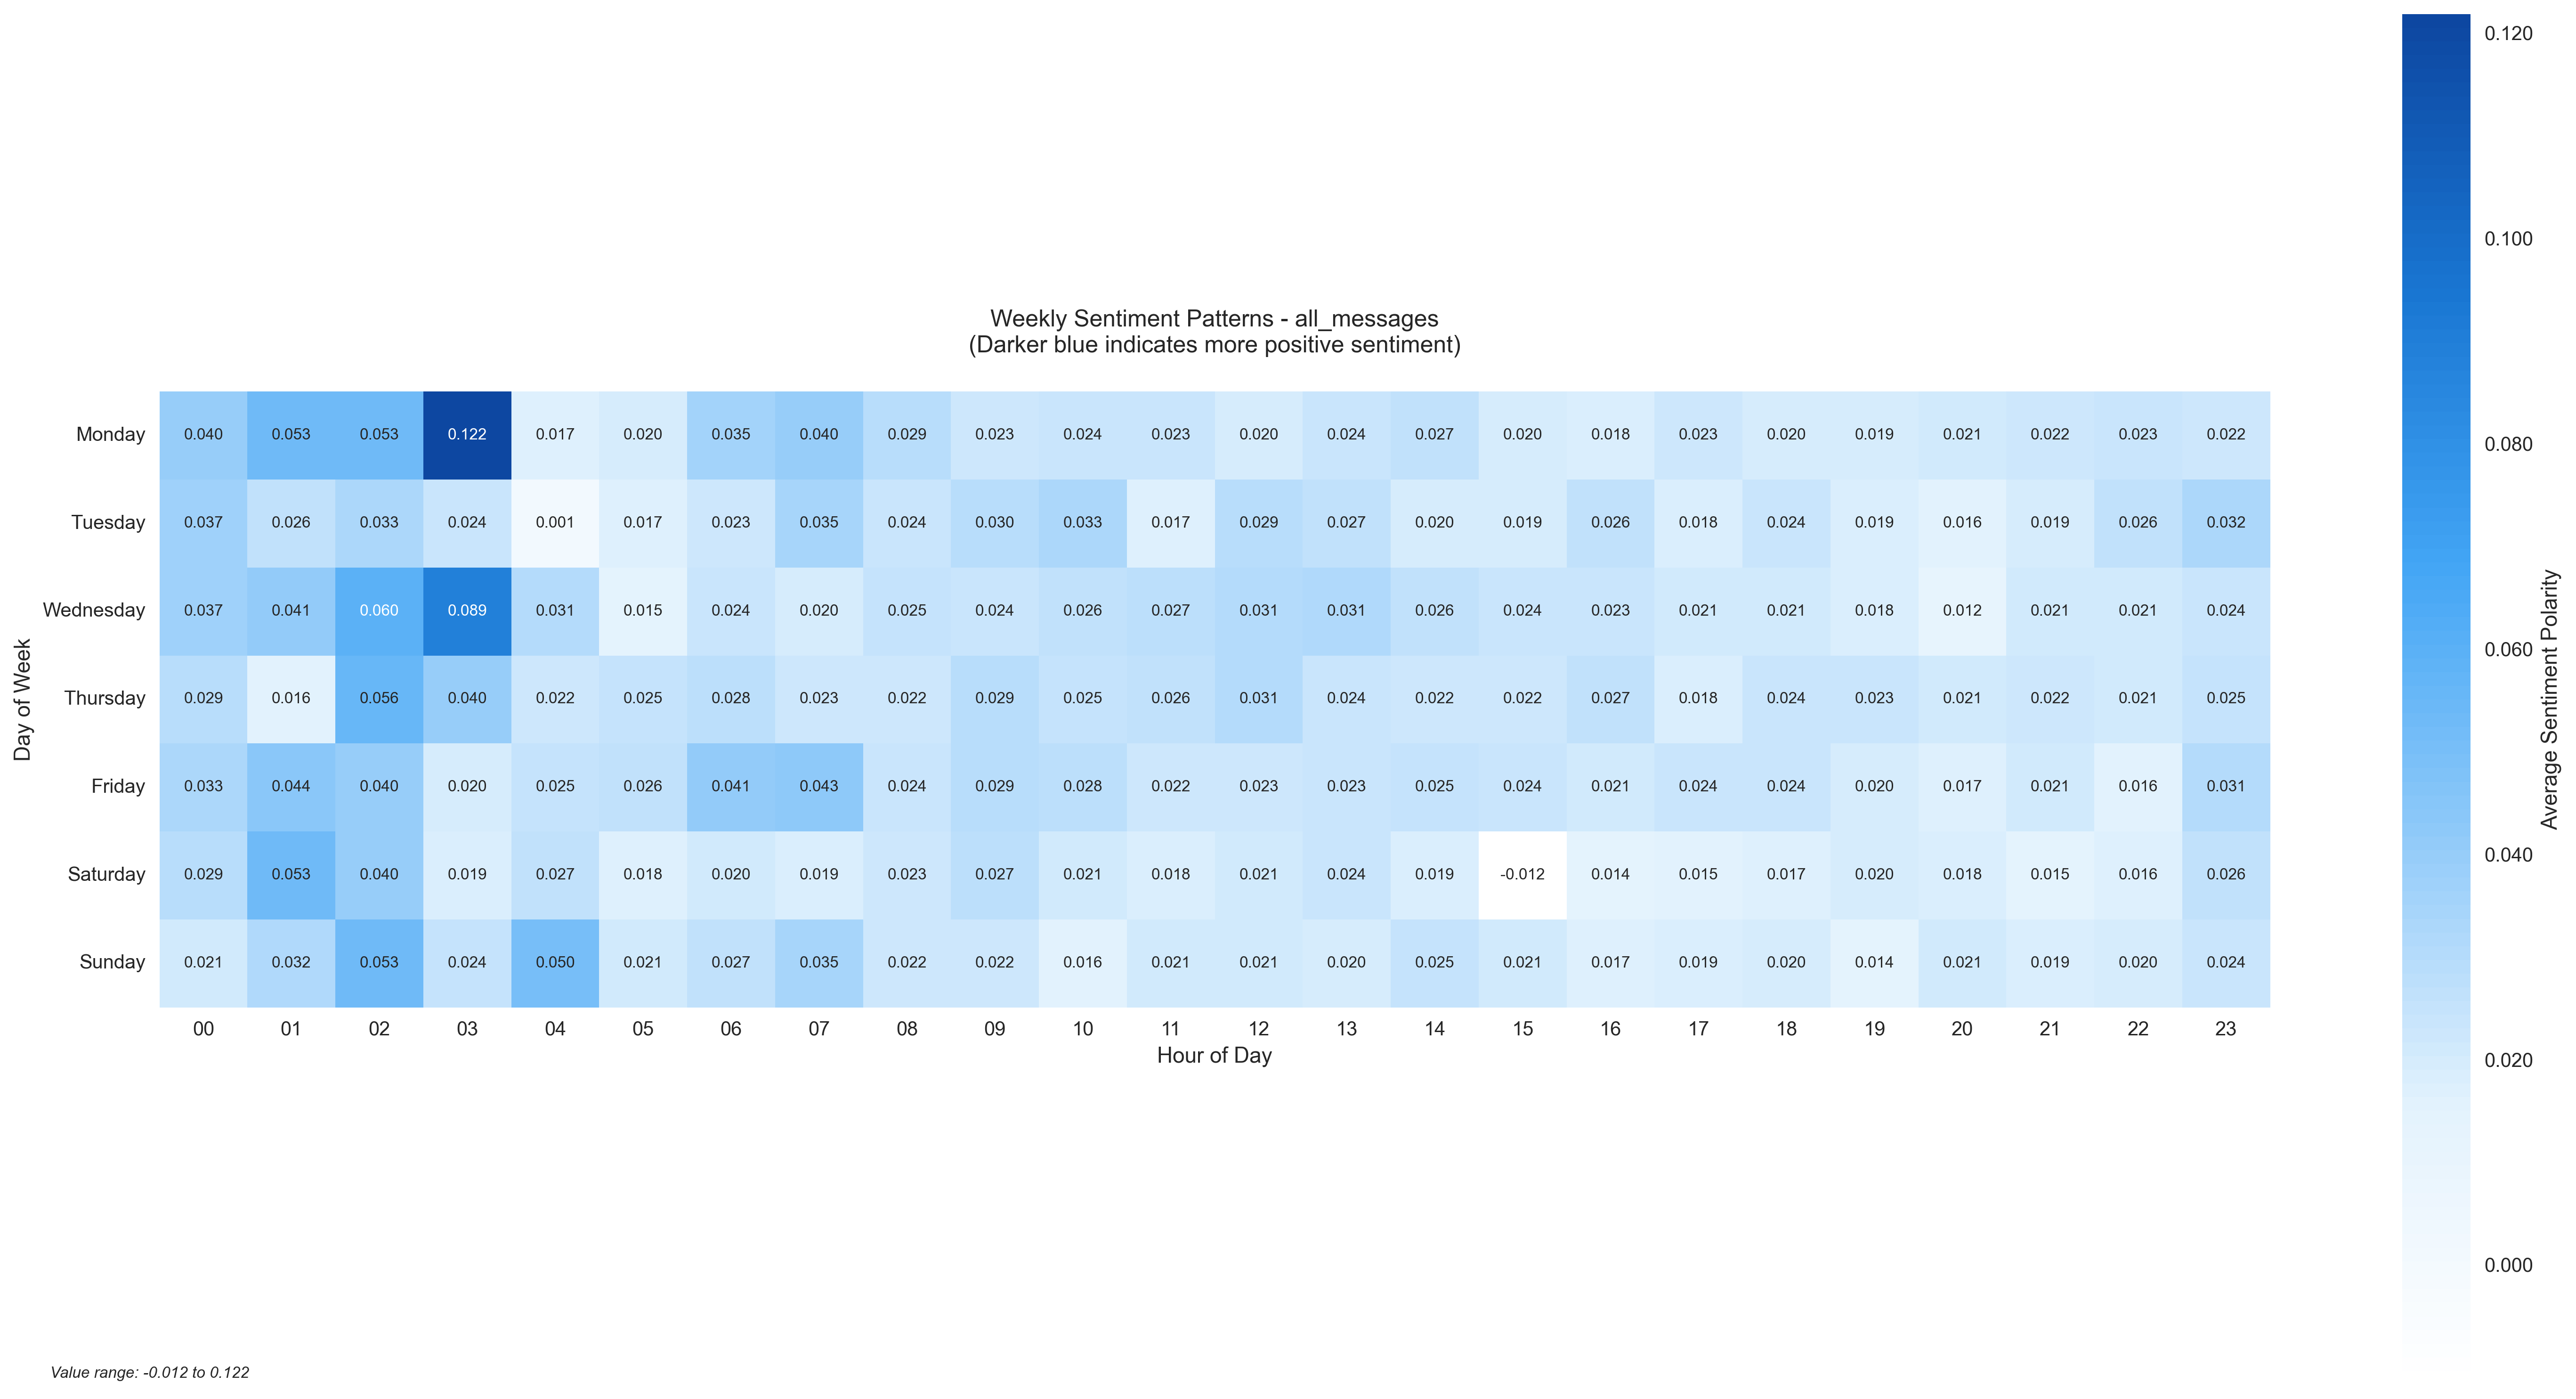 Weekly Sentiment Patterns - all_messages
(Darker blue indicates more positive sentiment)
Day of Week
Monday 0.040 0.053 0.053 0.122 0.017 0.020 0.035 0.040 0.029 0.023 0.024 0.023 0.020 0.024 0.027 0.020 0.018 0.023 0.020 0.019 0.021 0.022 0.023 0.022
Tuesday 0.037 0.026 0.033 0.024 0.001 0.017 0.023 0.035 0.024 0.030 0.033 0.017 0.029 0.027 0.020 0.019 0.026 0.018 0.024 0.019 0.016 0.019 0.026 0.032
Wednesday 0.037 0.041 0.060 0.089 0.031 0.015 0.024 0.020 0.025 0.024 0.026 0.027 0.031 0.031 0.026 0.024 0.023 0.021 0.021 0.018 0.012 0.021 0.021 0.024
Thursday 0.029 0.016 0.056 0.040 0.022 0.025 0.028 0.023 0.022 0.029 0.025 0.026 0.031 0.024 0.022 0.022 0.027 0.018 0.024 0.023 0.021 0.022 0.021 0.025
Friday 0.033 0.044 0.040 0.020 0.025 0.026 0.041 0.043 0.024 0.029 0.028 0.022 0.023 0.023 0.025 0.024 0.021 0.024 0.024 0.020 0.017 0.021 0.016 0.031
Saturday 0.029 0.053 0.040 0.019 0.027 0.018 0.020 0.019 0.023 0.027 0.021 0.018 0.021 0.024 0.019 -0.012 0.014 0.015 0.017 0.020 0.018 0.015 0.016 0.026
Sunday 0.021 0.032 0.053 0.024 0.050 0.021 0.027 0.035 0.022 0.022 0.016 0.021 0.021 0.020 0.025 0.021 0.017 0.019 0.020 0.014 0.021 0.019 0.020 0.024
00 01 02 03 04 05 06 07 08 09 10 11 12 13 14 15 16 17 18 19 20 21 22 23
Hour of Day
0.120
0.100
0.080
0.060
0.040
0.020
0.000
Average Sentiment Polarity
Value range: -0.012 to 0.122